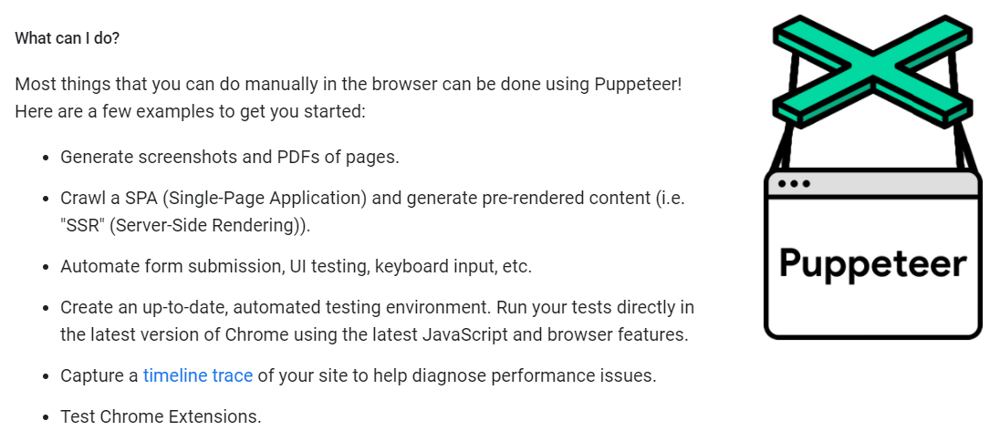 What can I do?
Most things that you can do manually in the browser can be done using Puppeteer!
Here are a few examples to get you started:
• Generate screenshots and PDFs of pages.
• Crawl a SPA (Single-Page Application) and generate pre-rendered content (i.e.
"SSR" (Server-Side Rendering)).
• Automate form submission, UI testing, keyboard input, etc.
• Create an up-to-date, automated testing environment. Run your tests directly in
the latest version of Chrome using the latest JavaScript and browser features.
• Capture a timeline trace of your site to help diagnose performance issues.
• Test Chrome Extensions.
Puppeteer